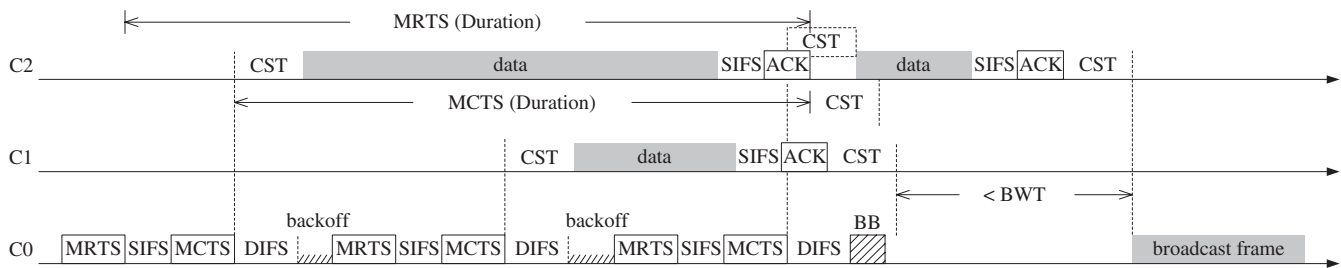 MRTS (Duration)
CST
C2 CST data SIFS ACK data SIFS ACK CST
MCTS (Duration) CST
C1 CST data SIFS ACK CST
< BWT
backoff backoff BB
C0 MRTS SIFS MCTS DIFS MRTS SIFS MCTS DIFS MRTS SIFS MCTS DIFS broadcast frame